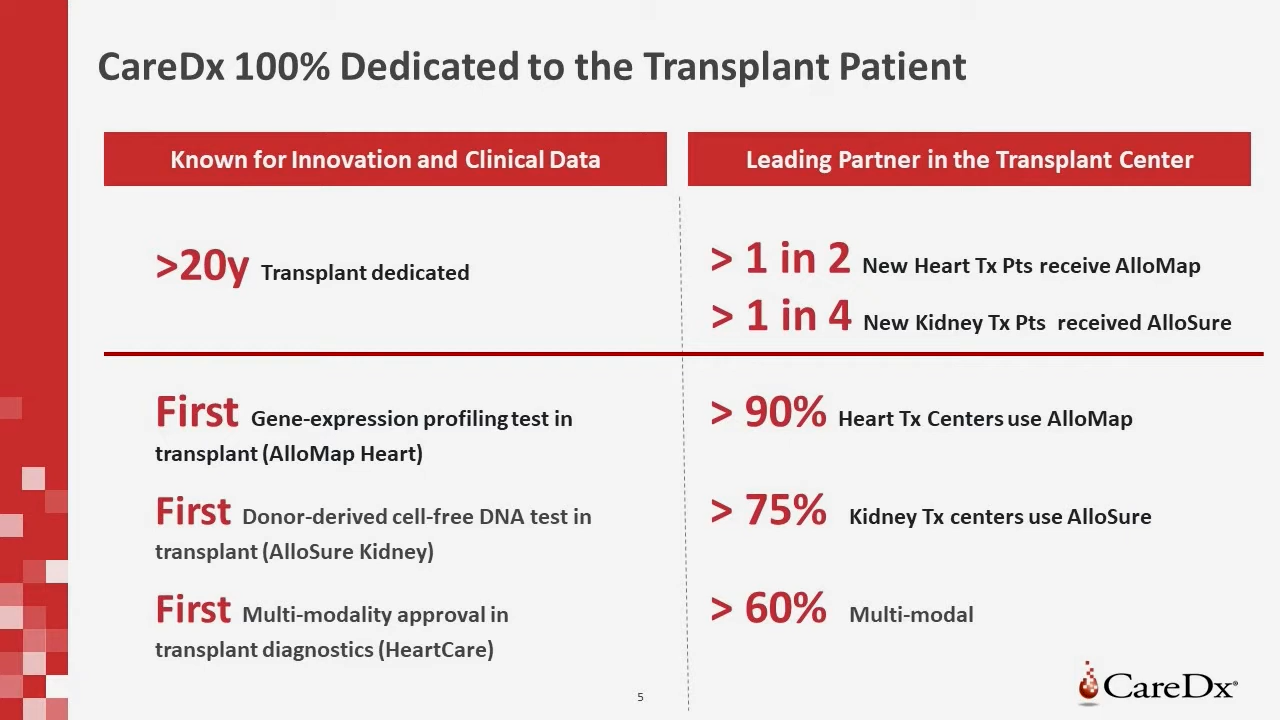 CareDx 100% Dedicated to the Transplant Patient
Known for Innovation and Clinical Data
>20y Transplant dedicated
First Gene-expression profiling test in
transplant (AlloMap Heart)
First Donor-derived cell-free DNA test in
transplant (AlloSure Kidney)
First Multi-modality approval in
transplant diagnostics (HeartCare)
Leading Partner in the Transplant Center
> 1 in 2 New Heart Tx Pts receive AlloMap
> 1 in 4 New Kidney Tx Pts received AlloSure
> 90% Heart Tx Centers use AlloMap
> 75% Kidney Tx centers use AlloSure
> 60% Multi-modal
5
CareDx®